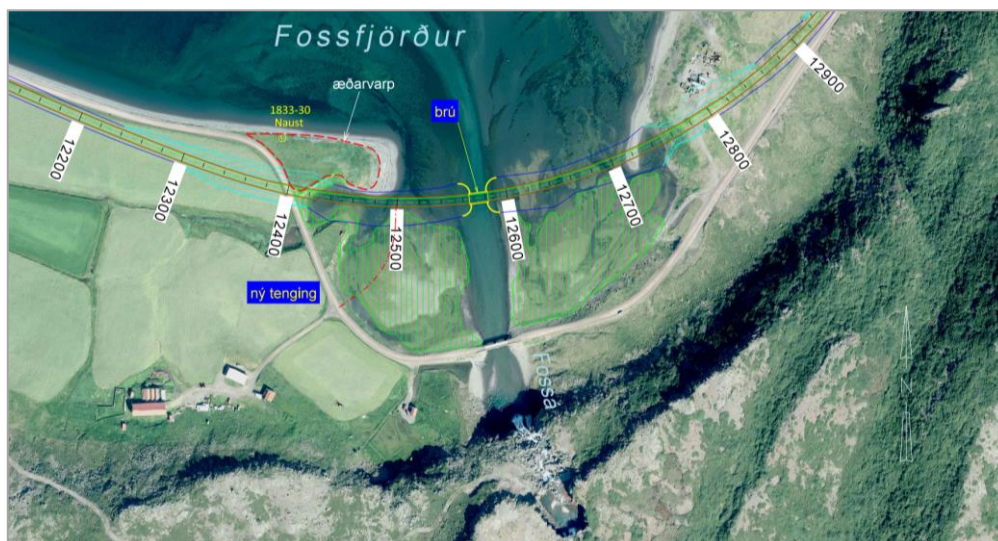 Fossfjörður
æðarvarp
1833-30
Naust
brú
12900
12800
12700
12600
12500
12400
12300
12200
ný tenging
Fossá
N